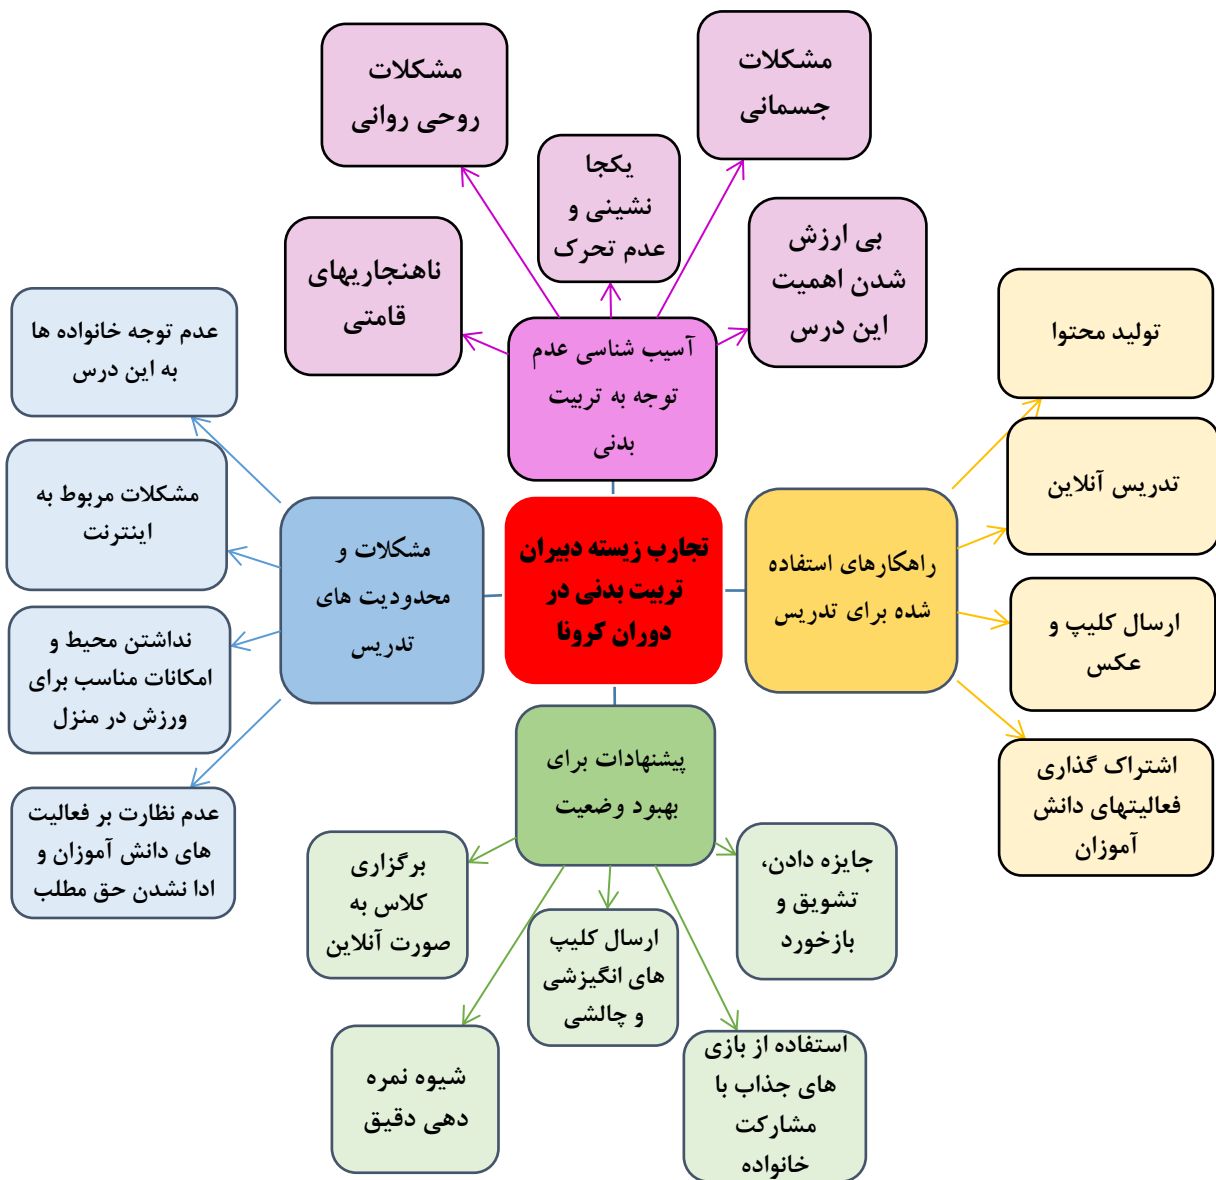 مشکلات
روحی روانی
مشکلات
جسمانی
یکجا
نشینی و
عدم تحرک
ناهنجاریهای
قامتی
بی ارزش
شدن اهمیت
این درس
آسیب شناسی عدم
توجه به تربیت
بدنی
عدم توجه خانواده ها
به این درس
مشکلات مربوط به
اینترنت
نداشتن محیط و
امکانات مناسب برای
ورزش در منزل
عدم نظارت بر فعالیت
های دانش آموزان و
ادا نشدن حق مطلب
مشکلات و
محدودیت های
تدریس
تجارب زیسته دبیران
تربیت بدنی در
دوران کرونا
راهکارهای استفاده
شده برای تدریس
تولید محتوا
تدریس آنلاین
ارسال کلیپ و
عکس
اشتراک گذاری
فعالیتهای دانش
آموزان
پیشنهادات برای
بهبود وضعیت
برگزاری
کلاس به
صورت آنلاین
ارسال کلیپ
های انگیزشی
و چالشی
جایزه دادن،
تشویق و
بازخورد
شیوه نمره
دهی دقیق
استفاده از بازی
های جذاب با
مشارکت
خانواده